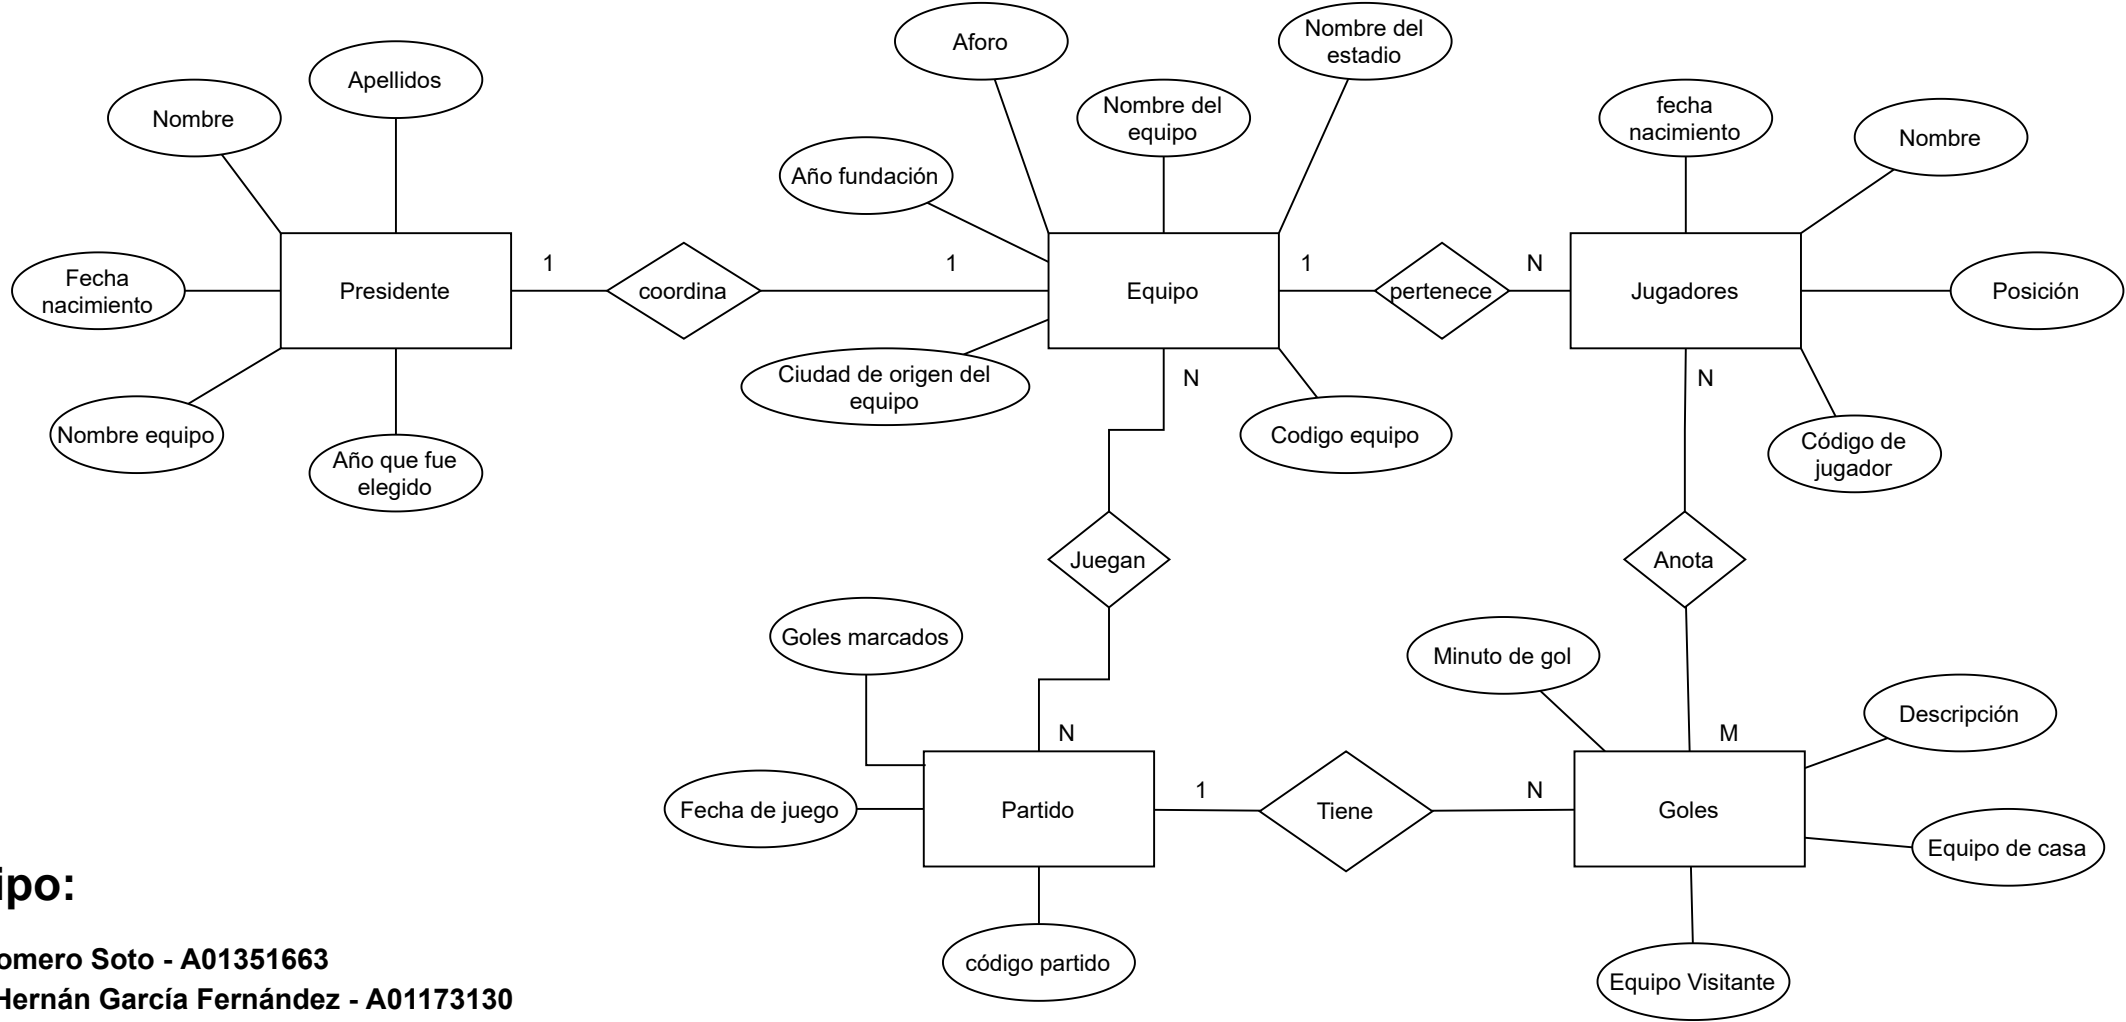 Aforo
Nombre del
estadio
Apellidos
Nombre
Nombre del
equipo
fecha
nacimiento
Nombre
Año fundación
1
1
1
N
Fecha
nacimiento
Presidente
coordina
Equipo
pertenece
Jugadores
Posición
Ciudad de origen del
equipo
N
N
Nombre equipo
Codigo equipo
Código de
jugador
Año que fue
elegido
Juegan
Anota
Goles marcados
Minuto de gol
Descripción
N
M
1
N
Fecha de juego
Partido
Tiene
Goles
Equipo de casa
ipo:
omero Soto - A01351663
código partido
Equipo Visitante
Hernán García Fernández - A01173130